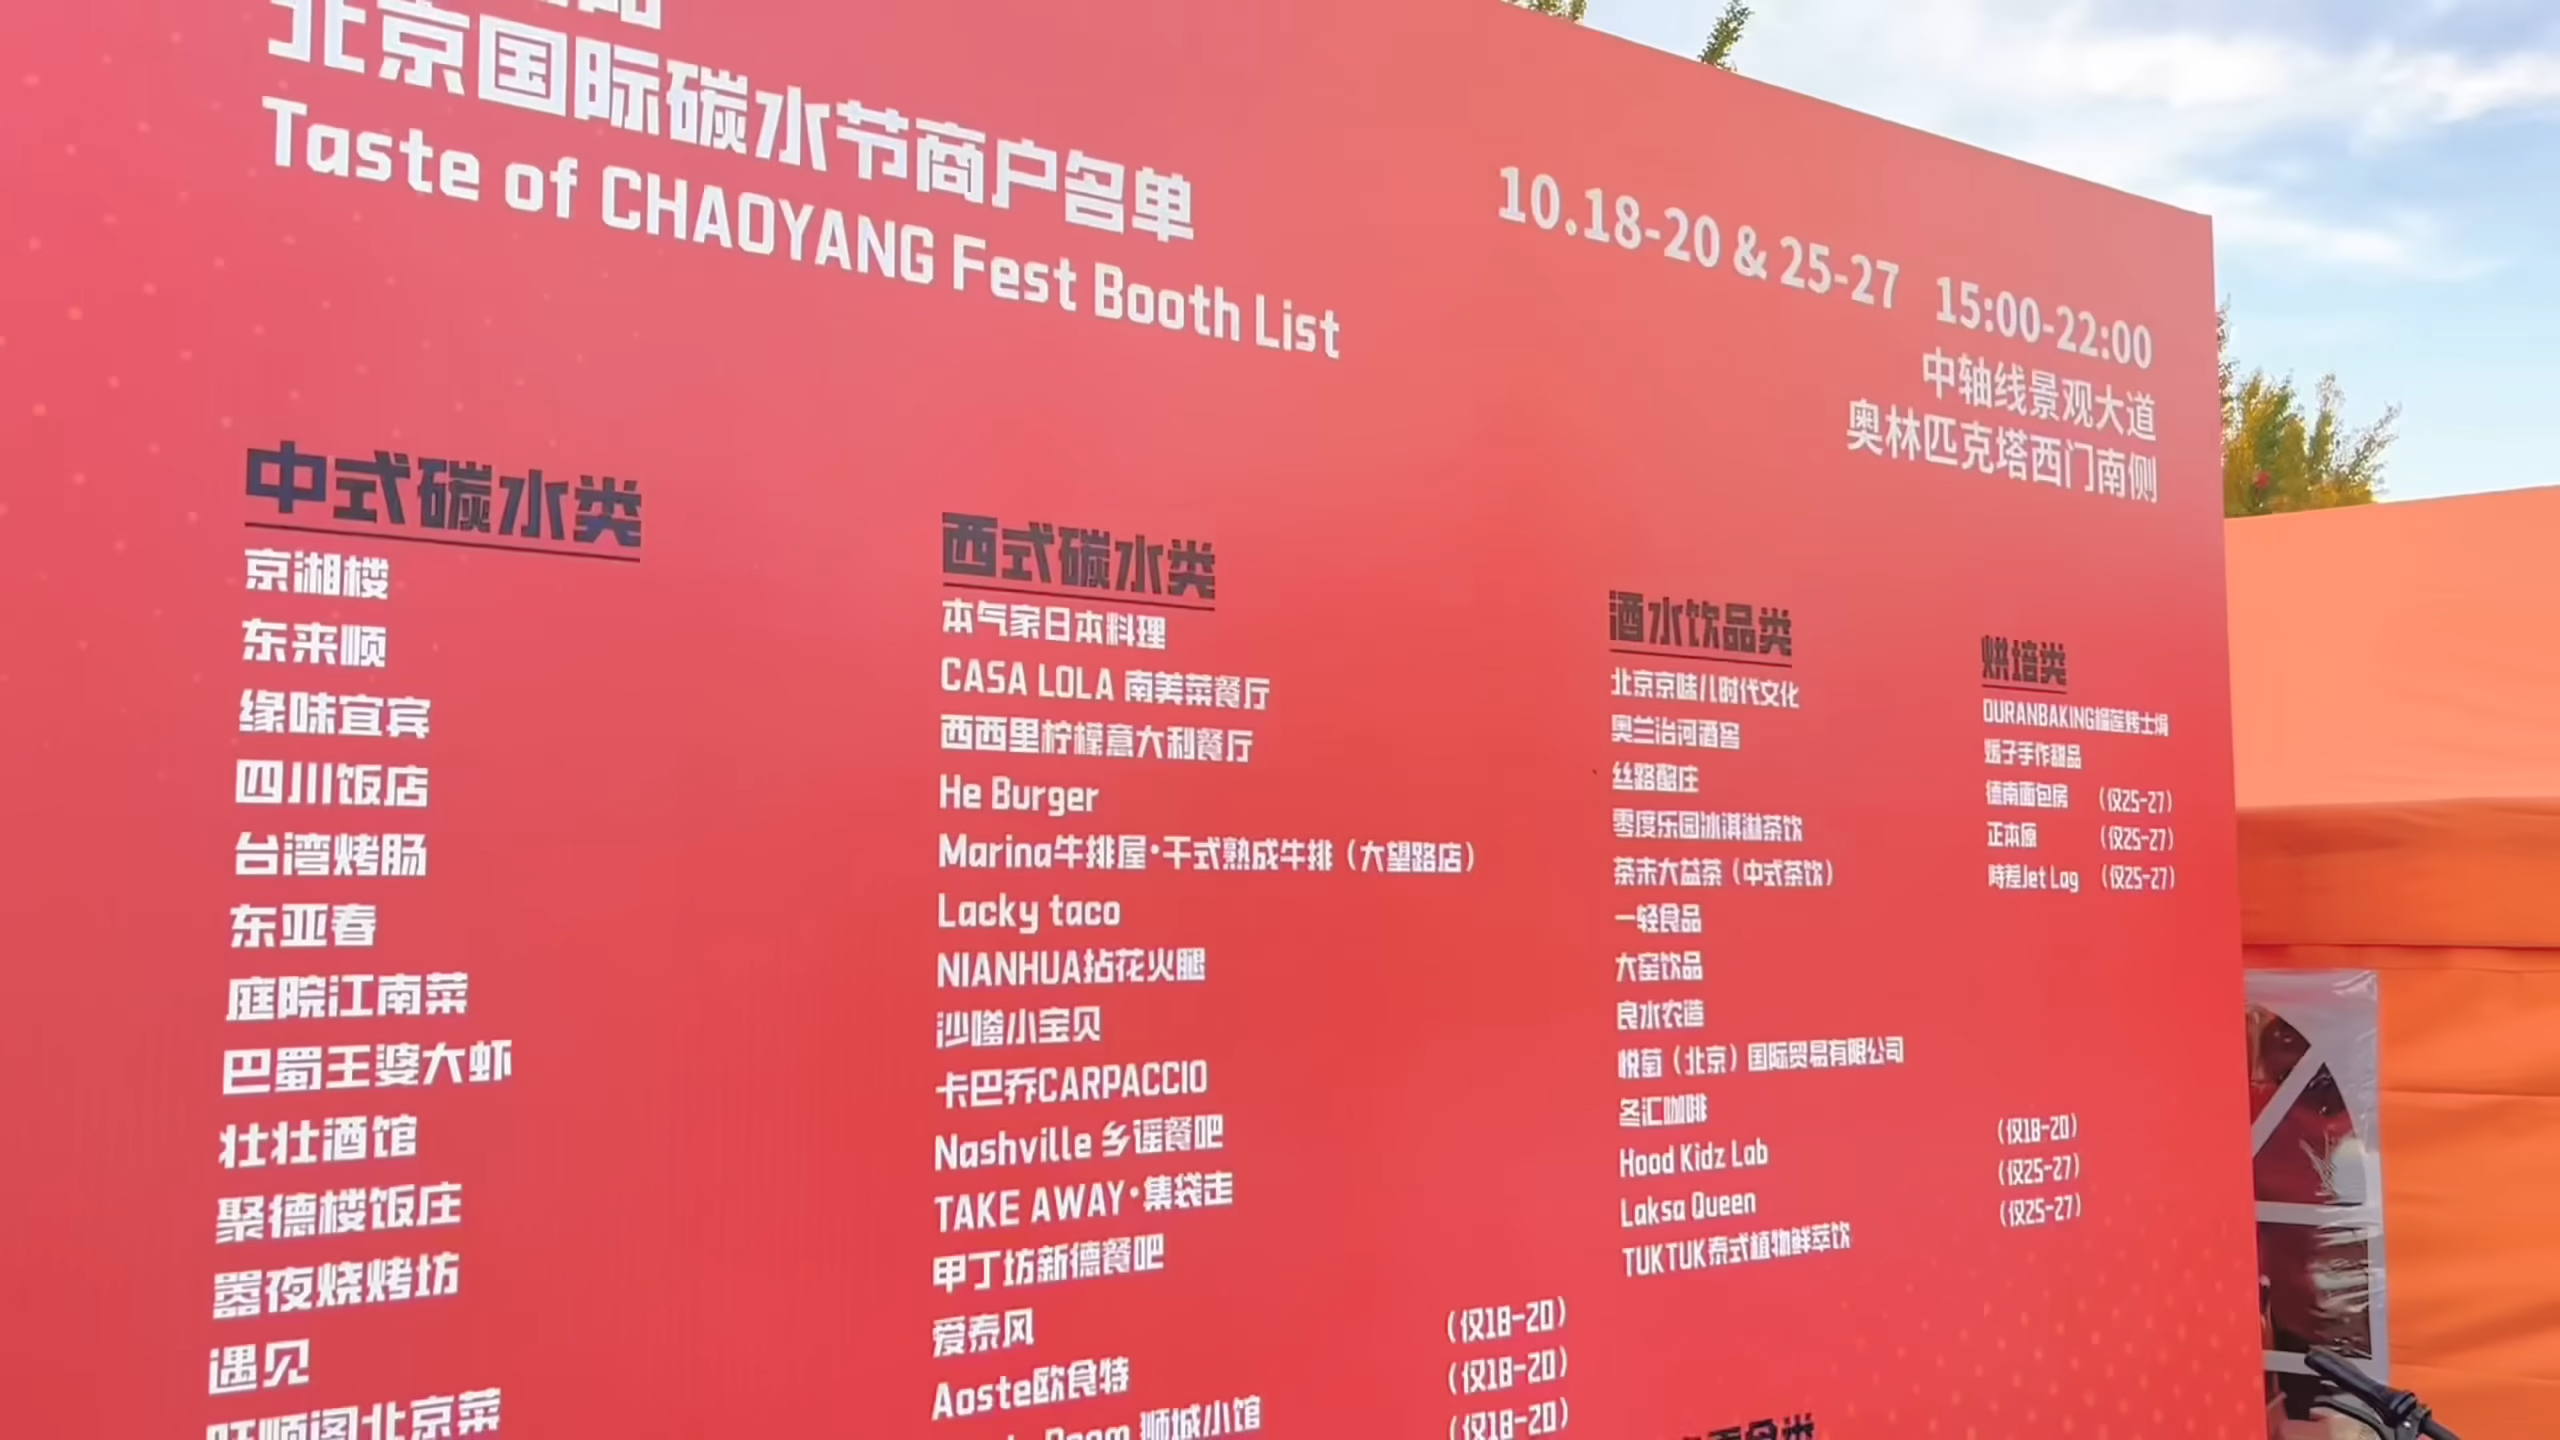 北京国际碳水节商户名单
Taste of CHAOYANG Fest Booth List
10.18-20 & 25-27 15:00-22:00
中轴线景观大道
奥林匹克塔西门南侧
中式碳水类
京湘楼
东来顺
缘味宜宾
四川饭店
台湾烤肠
东亚春
庭院江南菜
巴蜀王婆大虾
壮壮酒馆
聚德楼饭庄
嚣夜烧烤坊
遇见
旺顺阁北京菜
西式碳水类
本气家日本料理
CASA LOLA 南美菜餐厅
西西里柠檬意大利餐厅
He Burger
Marina牛排屋·干式熟成牛排（大望路店）
Lacky taco
NIANHUA拈花火腿
沙嗲小宝贝
卡巴乔CARPACCIO
Nashville 乡谣餐吧
TAKE AWAY·集袋走
甲丁坊新德餐吧
爱泰风 （仅18-20）
Aoste欧食特 （仅18-20）
狮城小馆 （仅18-20）
酒水饮品类
北京京味儿时代文化
奥兰治河酒窖
丝路酩庄
零度乐园冰淇淋茶饮
茶末大益茶（中式茶饮）
一轻食品
大窑饮品
良水农造
悦萄（北京）国际贸易有限公司
冬汇咖啡
Hood Kidz Lab （仅18-20）
Laksa Queen （仅25-27）
TUKTUK泰式植物鲜萃饮 （仅25-27）
烘培类
DURANBAKING榴莲烤士焗
媛子手作甜品
德南面包房 （仅25-27）
正本原 （仅25-27）
時差Jet Lag （仅25-27）